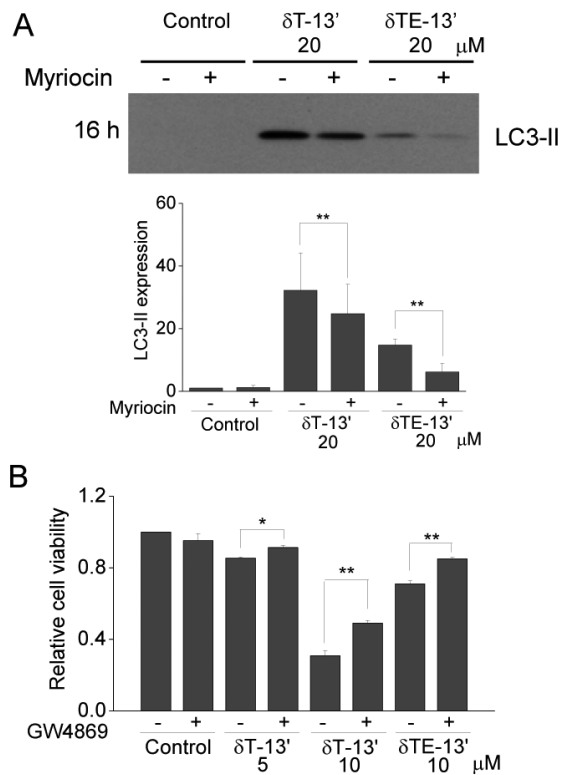 A
Control δT-13' δTE-13'
20 20 μM
Myriocin - + - + - +
16 h LC3-II
60
40
20
0
LC3-II expression
** **
Myriocin - + - + - +
Control δT-13' δTE-13'
20 20 μM
B
1.2
0.8
0.4
0.0
Relative cell viability
* ** **
GW4869 - + - + - + - +
Control δT-13' δT-13' δTE-13'
5 10 10 μM